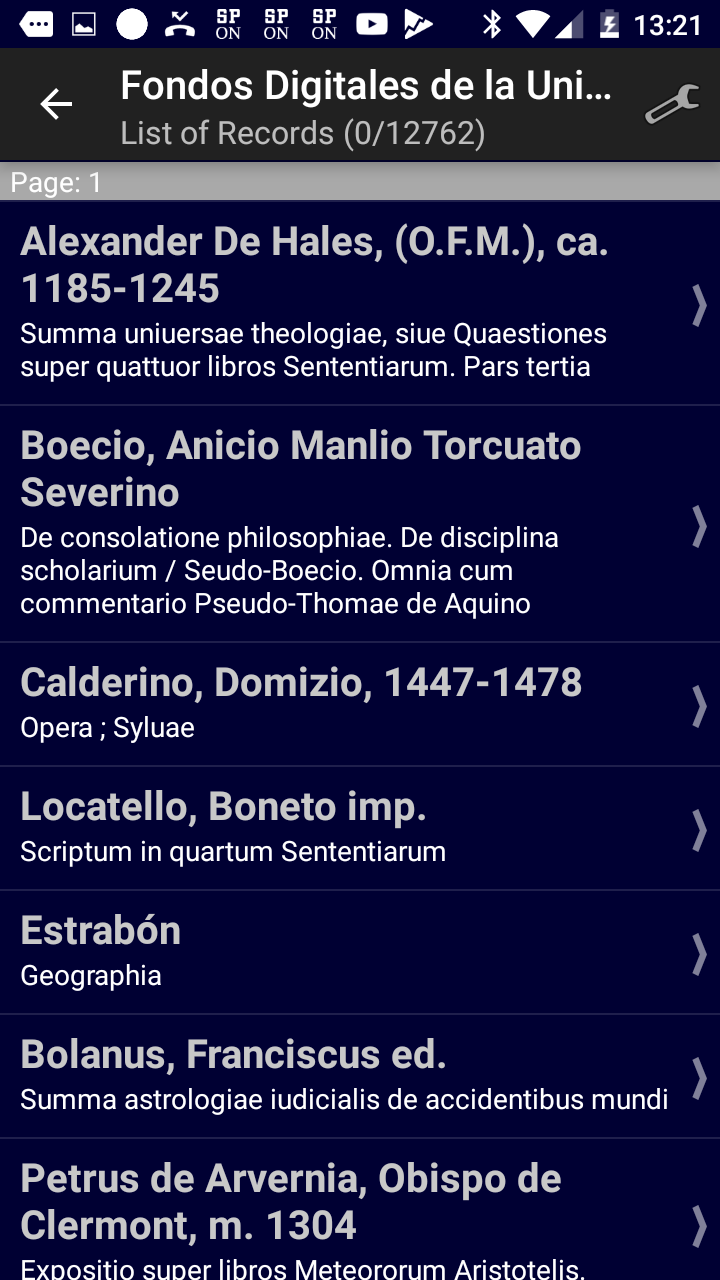 SP ON SP ON SP ON 13:21
Fondos Digitales de la Uni...
List of Records (0/12762)
Page: 1
Alexander De Hales, (O.F.M.), ca.
1185-1245
Summa uniuersae theologiae, siue Quaestiones
super quattuor libros Sententiarum. Pars tertia
Boecio, Anicio Manlio Torcuato
Severino
De consolatione philosophiae. De disciplina
scholarium / Seudo-Boecio. Omnia cum
commentario Pseudo-Thomae de Aquino
Calderino, Domizio, 1447-1478
Opera ; Syluae
Locatello, Boneto imp.
Scriptum in quartum Sententiarum
Estrabón
Geographia
Bolanus, Franciscus ed.
Summa astrologiae iudicialis de accidentibus mundi
Petrus de Arvernia, Obispo de
Clermont, m. 1304
Expositio super libros Meteororum Aristotelis.